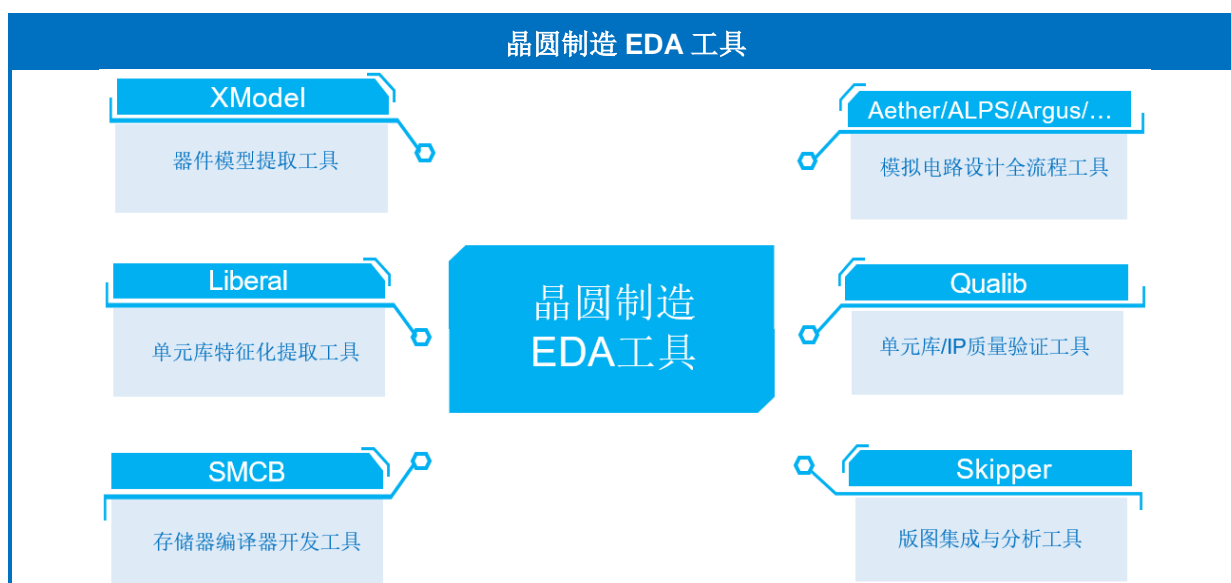 晶圆制造 EDA 工具
XModel
器件模型提取工具
Aether/ALPS/Argus/…
模拟电路设计全流程工具
Liberal
单元库特征化提取工具
晶圆制造
EDA工具
Qualib
单元库/IP质量验证工具
SMCB
存储器编译器开发工具
Skipper
版图集成与分析工具